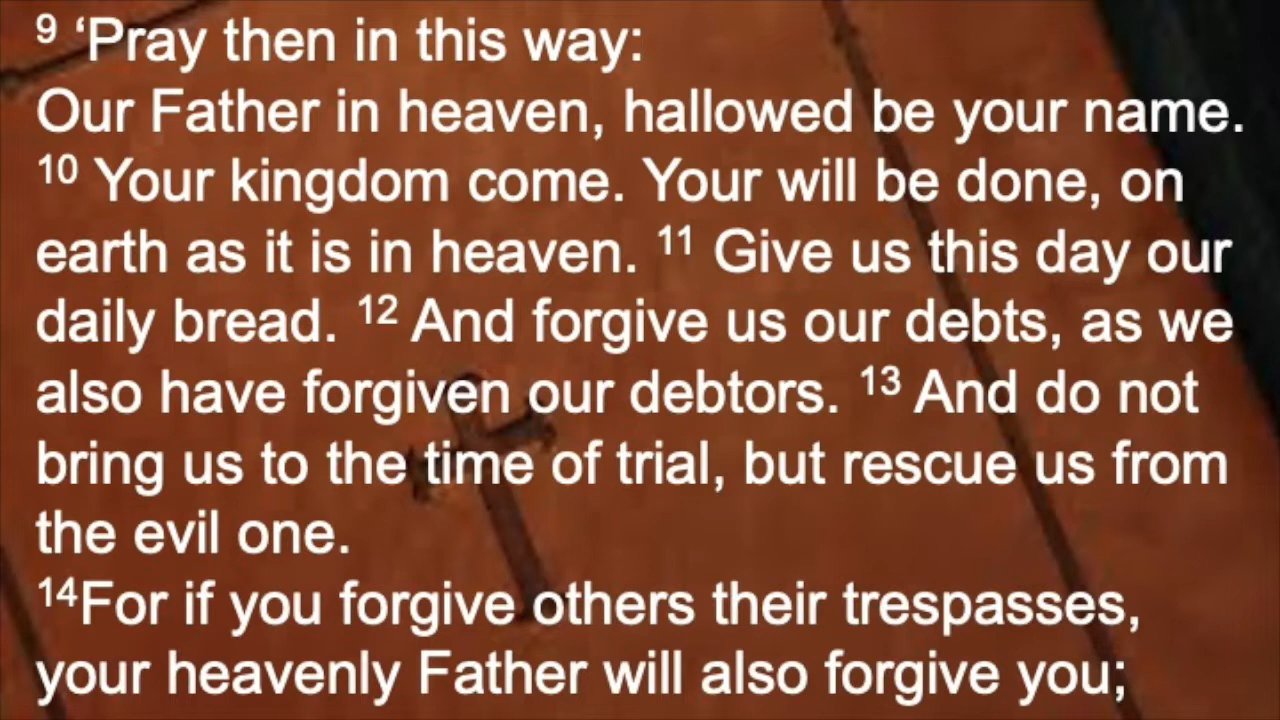 ⁹ ‘Pray then in this way:
Our Father in heaven, hallowed be your name.
¹⁰ Your kingdom come. Your will be done, on
earth as it is in heaven. ¹¹ Give us this day our
daily bread. ¹² And forgive us our debts, as we
also have forgiven our debtors. ¹³ And do not
bring us to the time of trial, but rescue us from
the evil one.
¹⁴For if you forgive others their trespasses,
your heavenly Father will also forgive you;